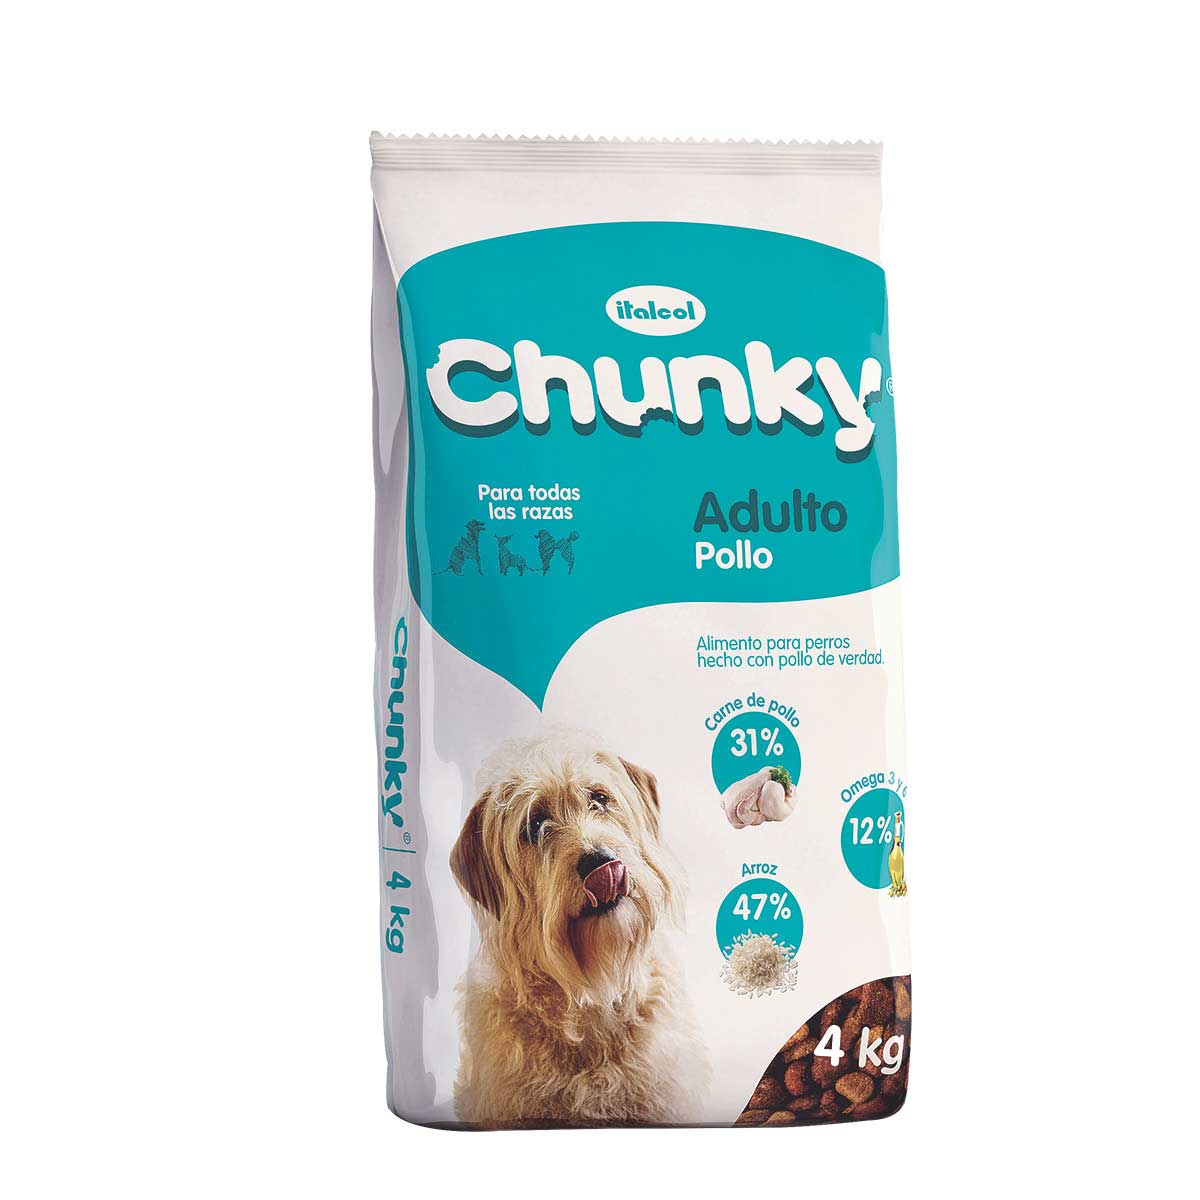 italcol
Chunky®
Para todas
las razas
Adulto
Pollo
Alimento para perros
hecho con pollo de verdad.
Carne de pollo
31%
Omega 3 y 6
12%
Arroz
47%
4 kg
Chunky® | 4 kg